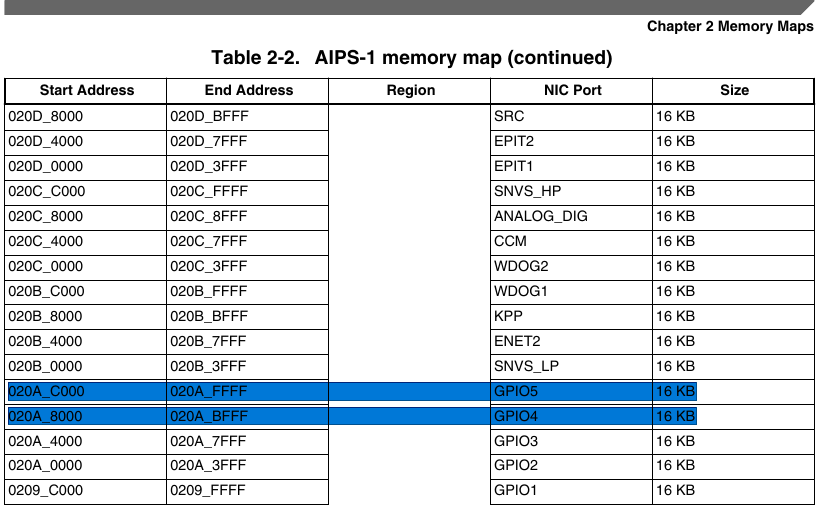 Chapter 2 Memory Maps
Table 2-2. AIPS-1 memory map (continued)
Start Address End Address Region NIC Port Size
020D_8000 020D_BFFF SRC 16 KB
020D_4000 020D_7FFF EPIT2 16 KB
020D_0000 020D_3FFF EPIT1 16 KB
020C_C000 020C_FFFF SNVS_HP 16 KB
020C_8000 020C_8FFF ANALOG_DIG 16 KB
020C_4000 020C_7FFF CCM 16 KB
020C_0000 020C_3FFF WDOG2 16 KB
020B_C000 020B_FFFF WDOG1 16 KB
020B_8000 020B_BFFF KPP 16 KB
020B_4000 020B_7FFF ENET2 16 KB
020B_0000 020B_3FFF SNVS_LP 16 KB
020A_C000 020A_FFFF GPIO5 16 KB
020A_8000 020A_BFFF GPIO4 16 KB
020A_4000 020A_7FFF GPIO3 16 KB
020A_0000 020A_3FFF GPIO2 16 KB
0209_C000 0209_FFFF GPIO1 16 KB